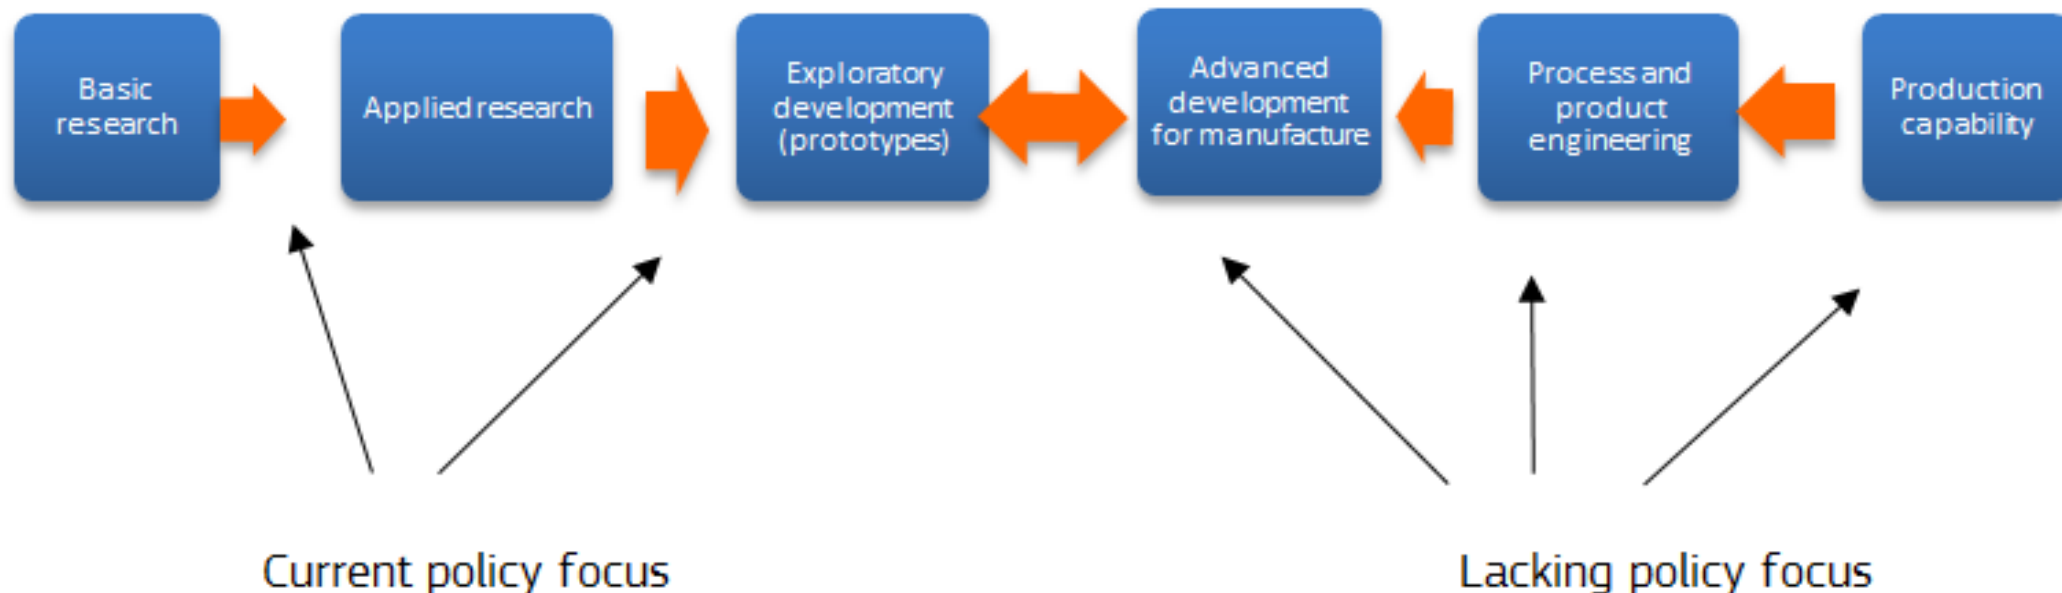 Basic
research
Applied research
Exploratory
development
(prototypes)
Advanced
development
for manufacture
Process and
product
engineering
Production
capability
Current policy focus
Lacking policy focus